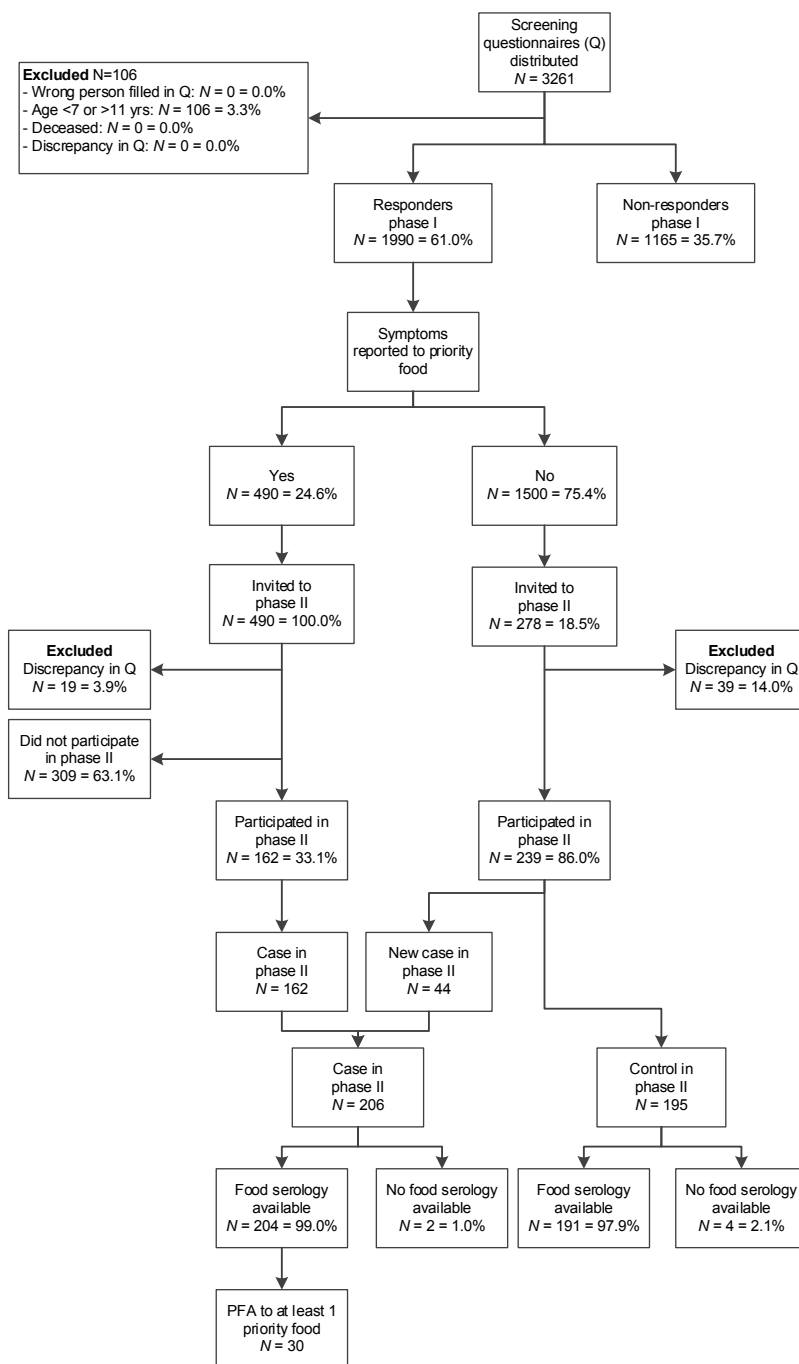 Screening
questionnaires (Q)
distributed
N = 3261
Excluded N=106
- Wrong person filled in Q: N = 0 = 0.0%
- Age <7 or >11 yrs: N = 106 = 3.3%
- Deceased: N = 0 = 0.0%
- Discrepancy in Q: N = 0 = 0.0%
Responders
phase I
N = 1990 = 61.0%
Non-responders
phase I
N = 1165 = 35.7%
Symptoms
reported to priority
food
Yes
N = 490 = 24.6%
No
N = 1500 = 75.4%
Invited to
phase II
N = 490 = 100.0%
Invited to
phase II
N = 278 = 18.5%
Excluded
Discrepancy in Q
N = 19 = 3.9%
Excluded
Discrepancy in Q
N = 39 = 14.0%
Did not participate
in phase II
N = 309 = 63.1%
Participated in
phase II
N = 162 = 33.1%
Participated in
phase II
N = 239 = 86.0%
Case in
phase II
N = 162
New case in
phase II
N = 44
Case in
phase II
N = 206
Control in
phase II
N = 195
Food serology
available
N = 204 = 99.0%
No food serology
available
N = 2 = 1.0%
Food serology
available
N = 191 = 97.9%
No food serology
available
N = 4 = 2.1%
PFA to at least 1
priority food
N = 30